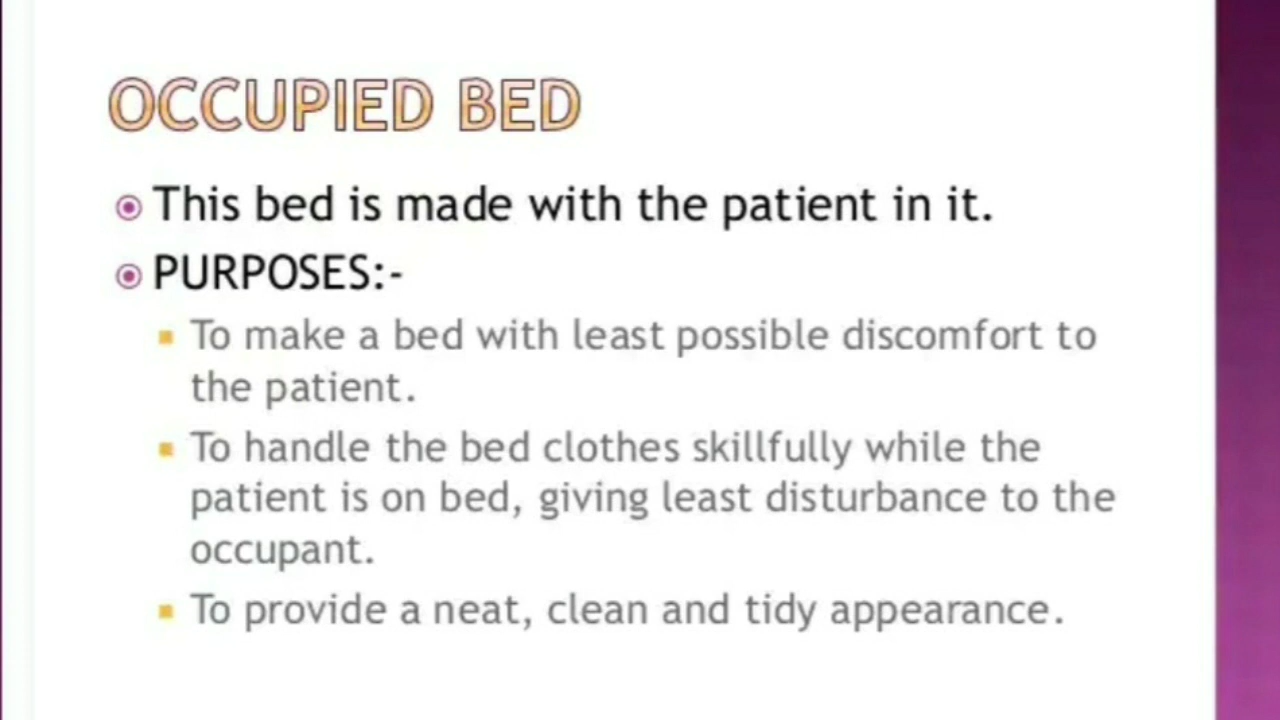 OCCUPIED BED
This bed is made with the patient in it.
PURPOSES:-
To make a bed with least possible discomfort to
the patient.
To handle the bed clothes skillfully while the
patient is on bed, giving least disturbance to the
occupant.
To provide a neat, clean and tidy appearance.